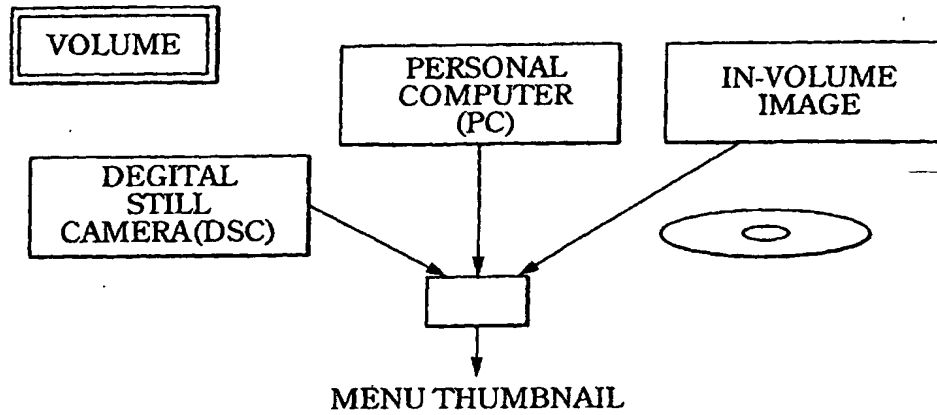 VOLUME
PERSONAL
COMPUTER
(PC)
IN-VOLUME
IMAGE
DEGITAL
STILL
CAMERA(DSC)
MENU THUMBNAIL